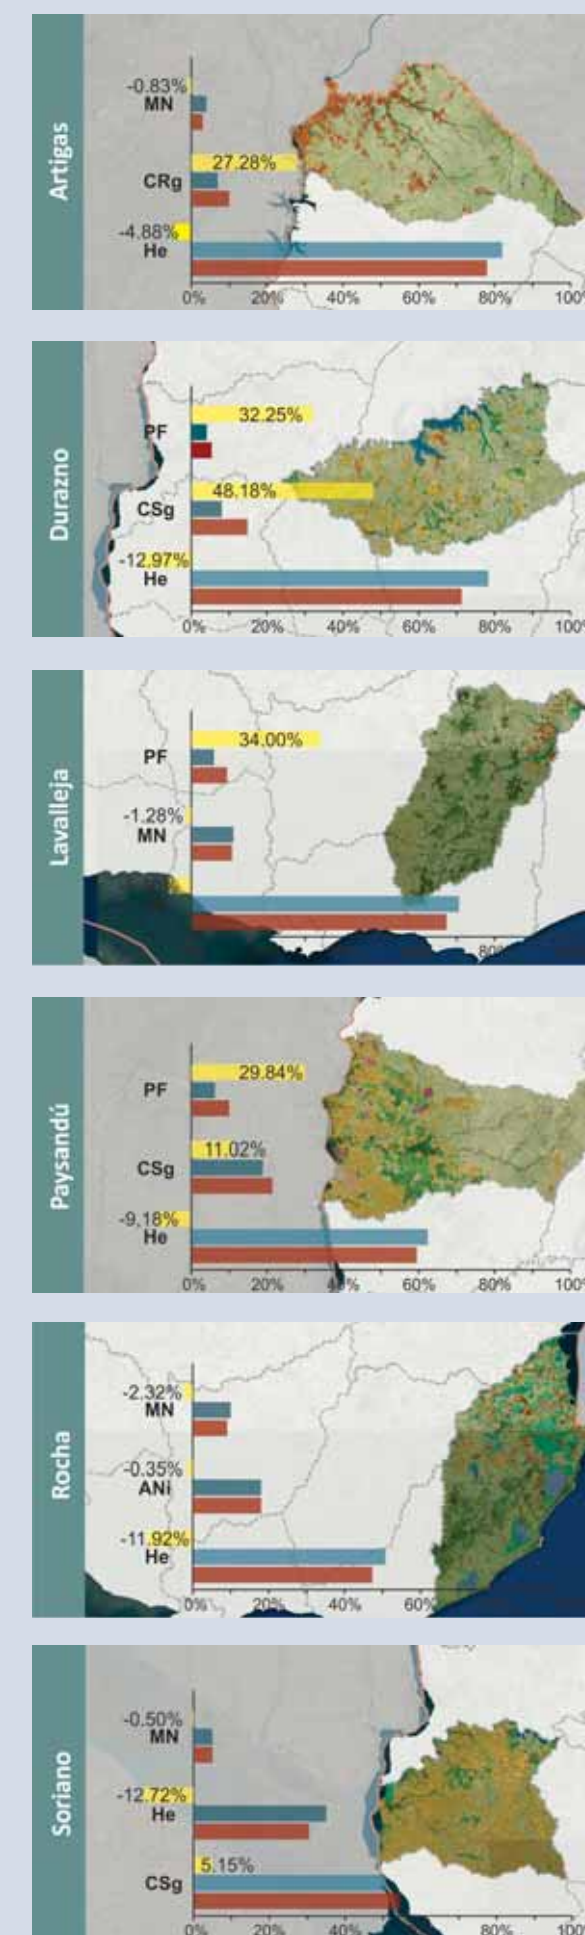 Artigas
-0.83%
MN
27.28%
CRg
-4.88%
He
0% 20% 40% 60% 80% 100%
Durazno
32.25%
PF
48.18%
CSg
-12.97%
He
0% 20% 40% 60% 80% 100%
Lavalleja
34.00%
PF
-1.28%
MN
%
80%
Paysandú
29.84%
PF
11.02%
CSg
-9.18%
He
0% 20% 40% 60% 80% 100%
Rocha
-2.32%
MN
-0.35%
ANi
-11.92%
He
0% 20% 40% 60%
Soriano
-0.50%
MN
-12.72%
He
5.15%
CSg
0% 20% 40% 80% 100%